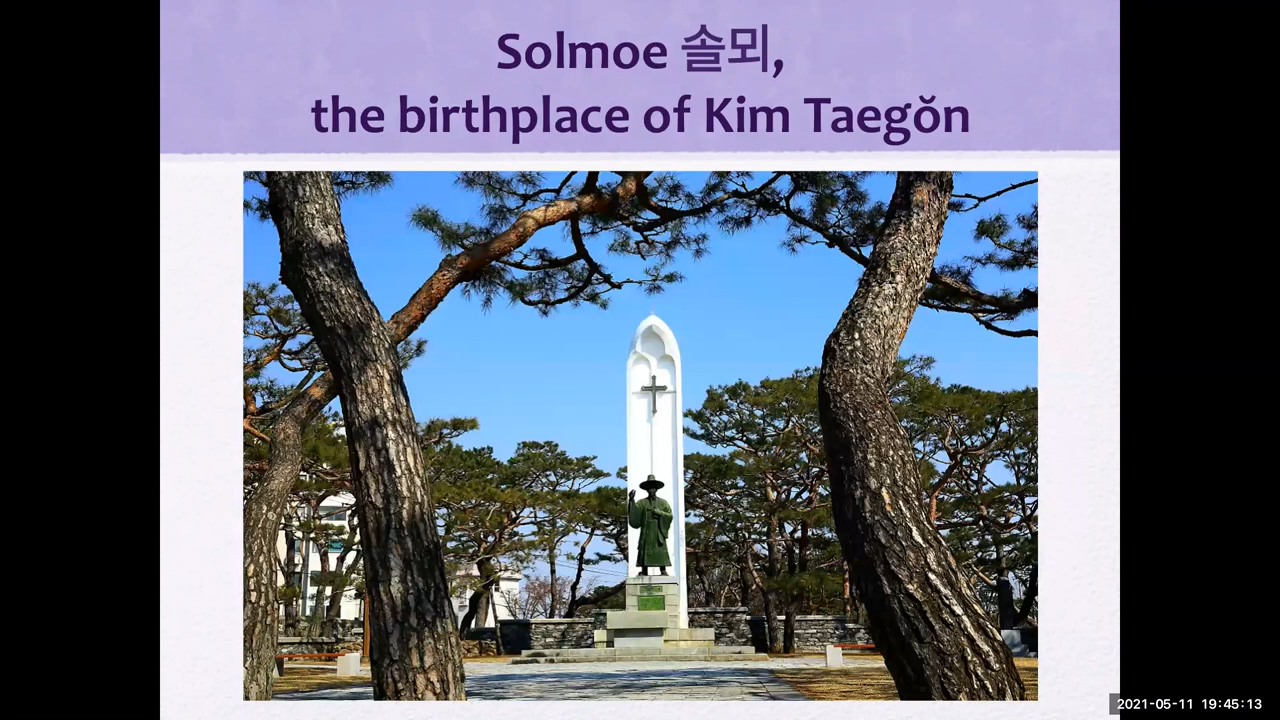 Solmoe 솔뫼,
the birthplace of Kim Taegŏn
2021-05-11 19:45:13